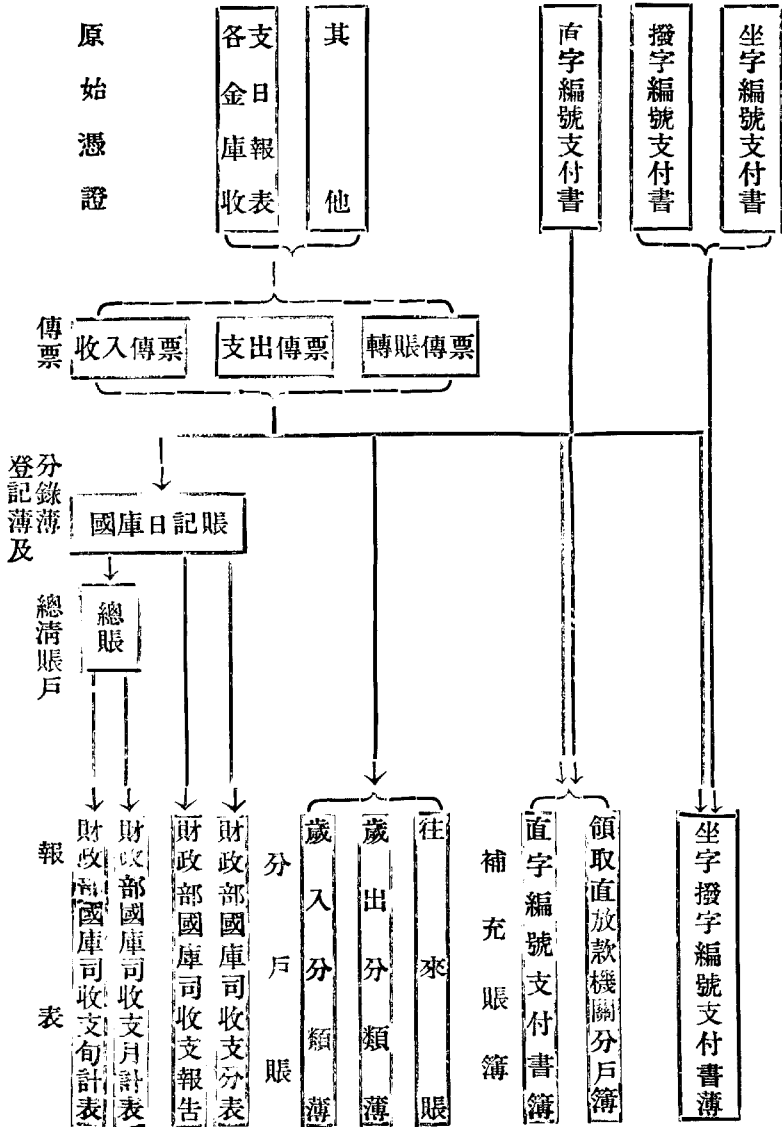 原始憑證
各金庫收
支日報表
其他
直字編號支付書
撥字編號支付書
坐字編號支付書
傳票
收入傳票
支出傳票
轉賬傳票
登記薄及
分錄薄
國庫日記賬
總清賬戶
總賬
報表
財政部國庫司收支旬計表
財政部國庫司收支月計表
財政部國庫司收支報告
財政部國庫司收支分表
分戶賬
歲入分類薄
歲出分類薄
往來賬
補充賬簿
直字編號支付書簿
領取直放款機關分戶簿
坐字撥字編號支付書薄